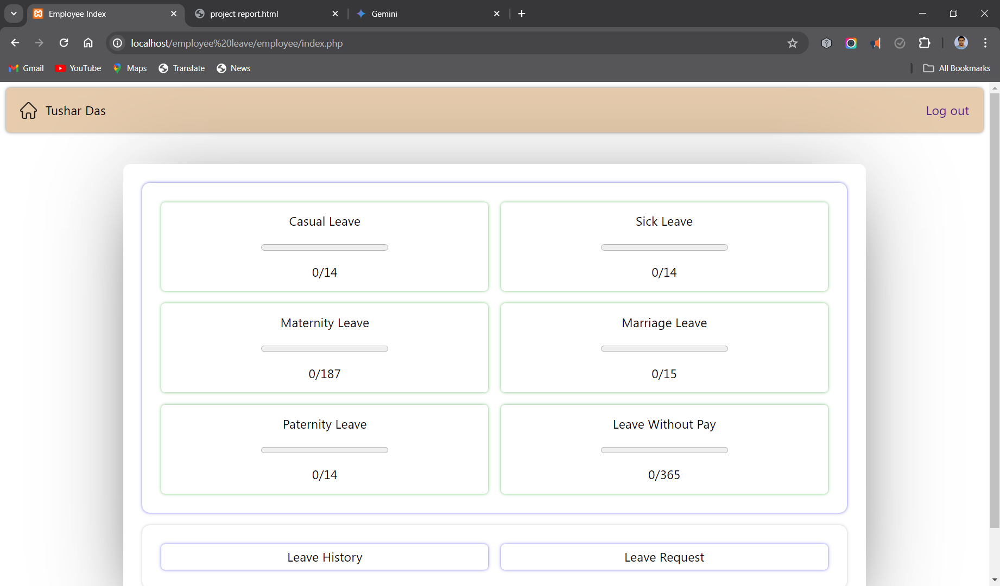 Employee Index
project report.html
Gemini
localhost/employee%20leave/employee/index.php
Gmail
YouTube
Maps
Translate
News
All Bookmarks
Tushar Das
Log out
Casual Leave
0/14
Sick Leave
0/14
Maternity Leave
0/187
Marriage Leave
0/15
Paternity Leave
0/14
Leave Without Pay
0/365
Leave History
Leave Request